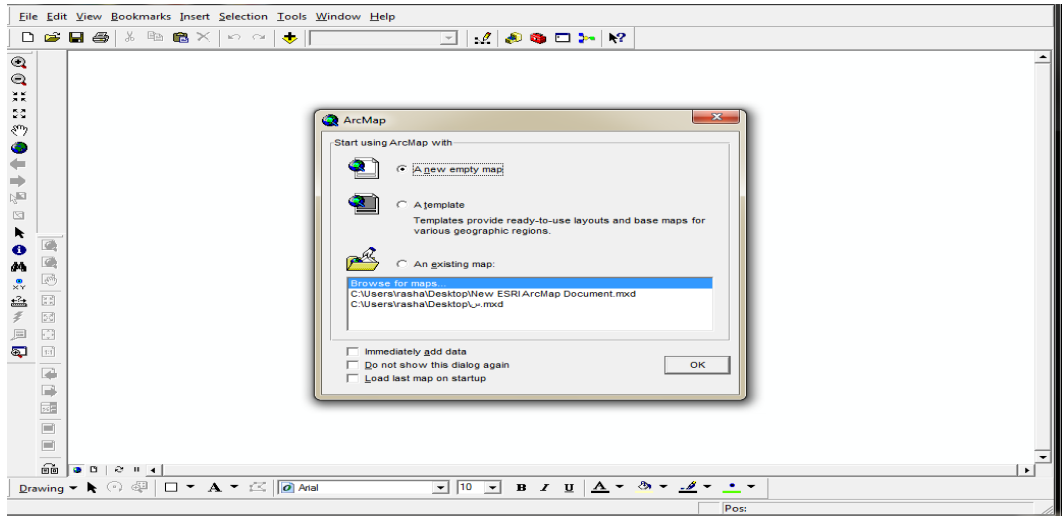 File Edit View Bookmarks Insert Selection Tools Window Help
ArcMap
Start using ArcMap with
A new empty map
A template
Templates provide ready-to-use layouts and base maps for
various geographic regions.
An existing map:
Browse for maps...
C:\Users\rasha\Desktop\New ESRI ArcMap Document.mxd
C:\Users\rasha\Desktop\.mxd
Immediately add data
Do not show this dialog again
OK
Load last map on startup
Drawing A Arial 10 B I U A
Pos: